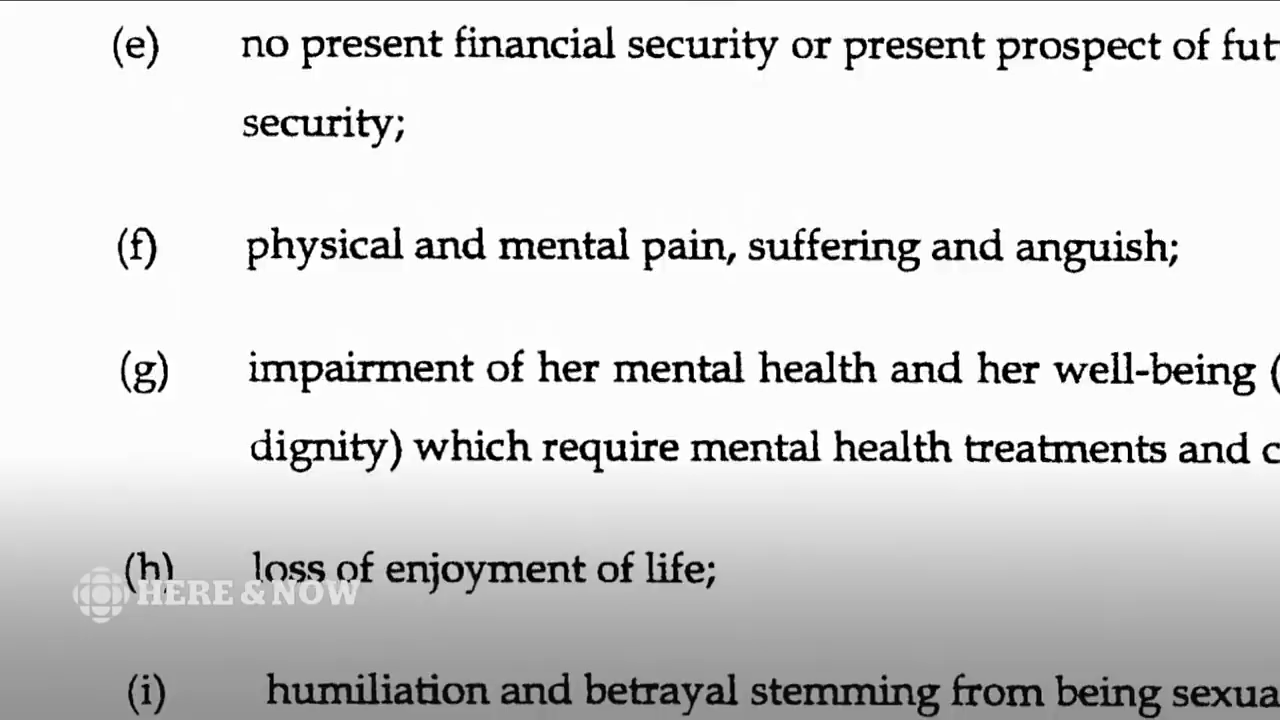 (e) no present financial security or present prospect of
security;
(f) physical and mental pain, suffering and anguish;
(g) impairment of her mental health and her well-being (
dignity) which require mental health treatments and
(h) loss of enjoyment of life;
HERE & NOW
(i) humiliation and betrayal stemming from being